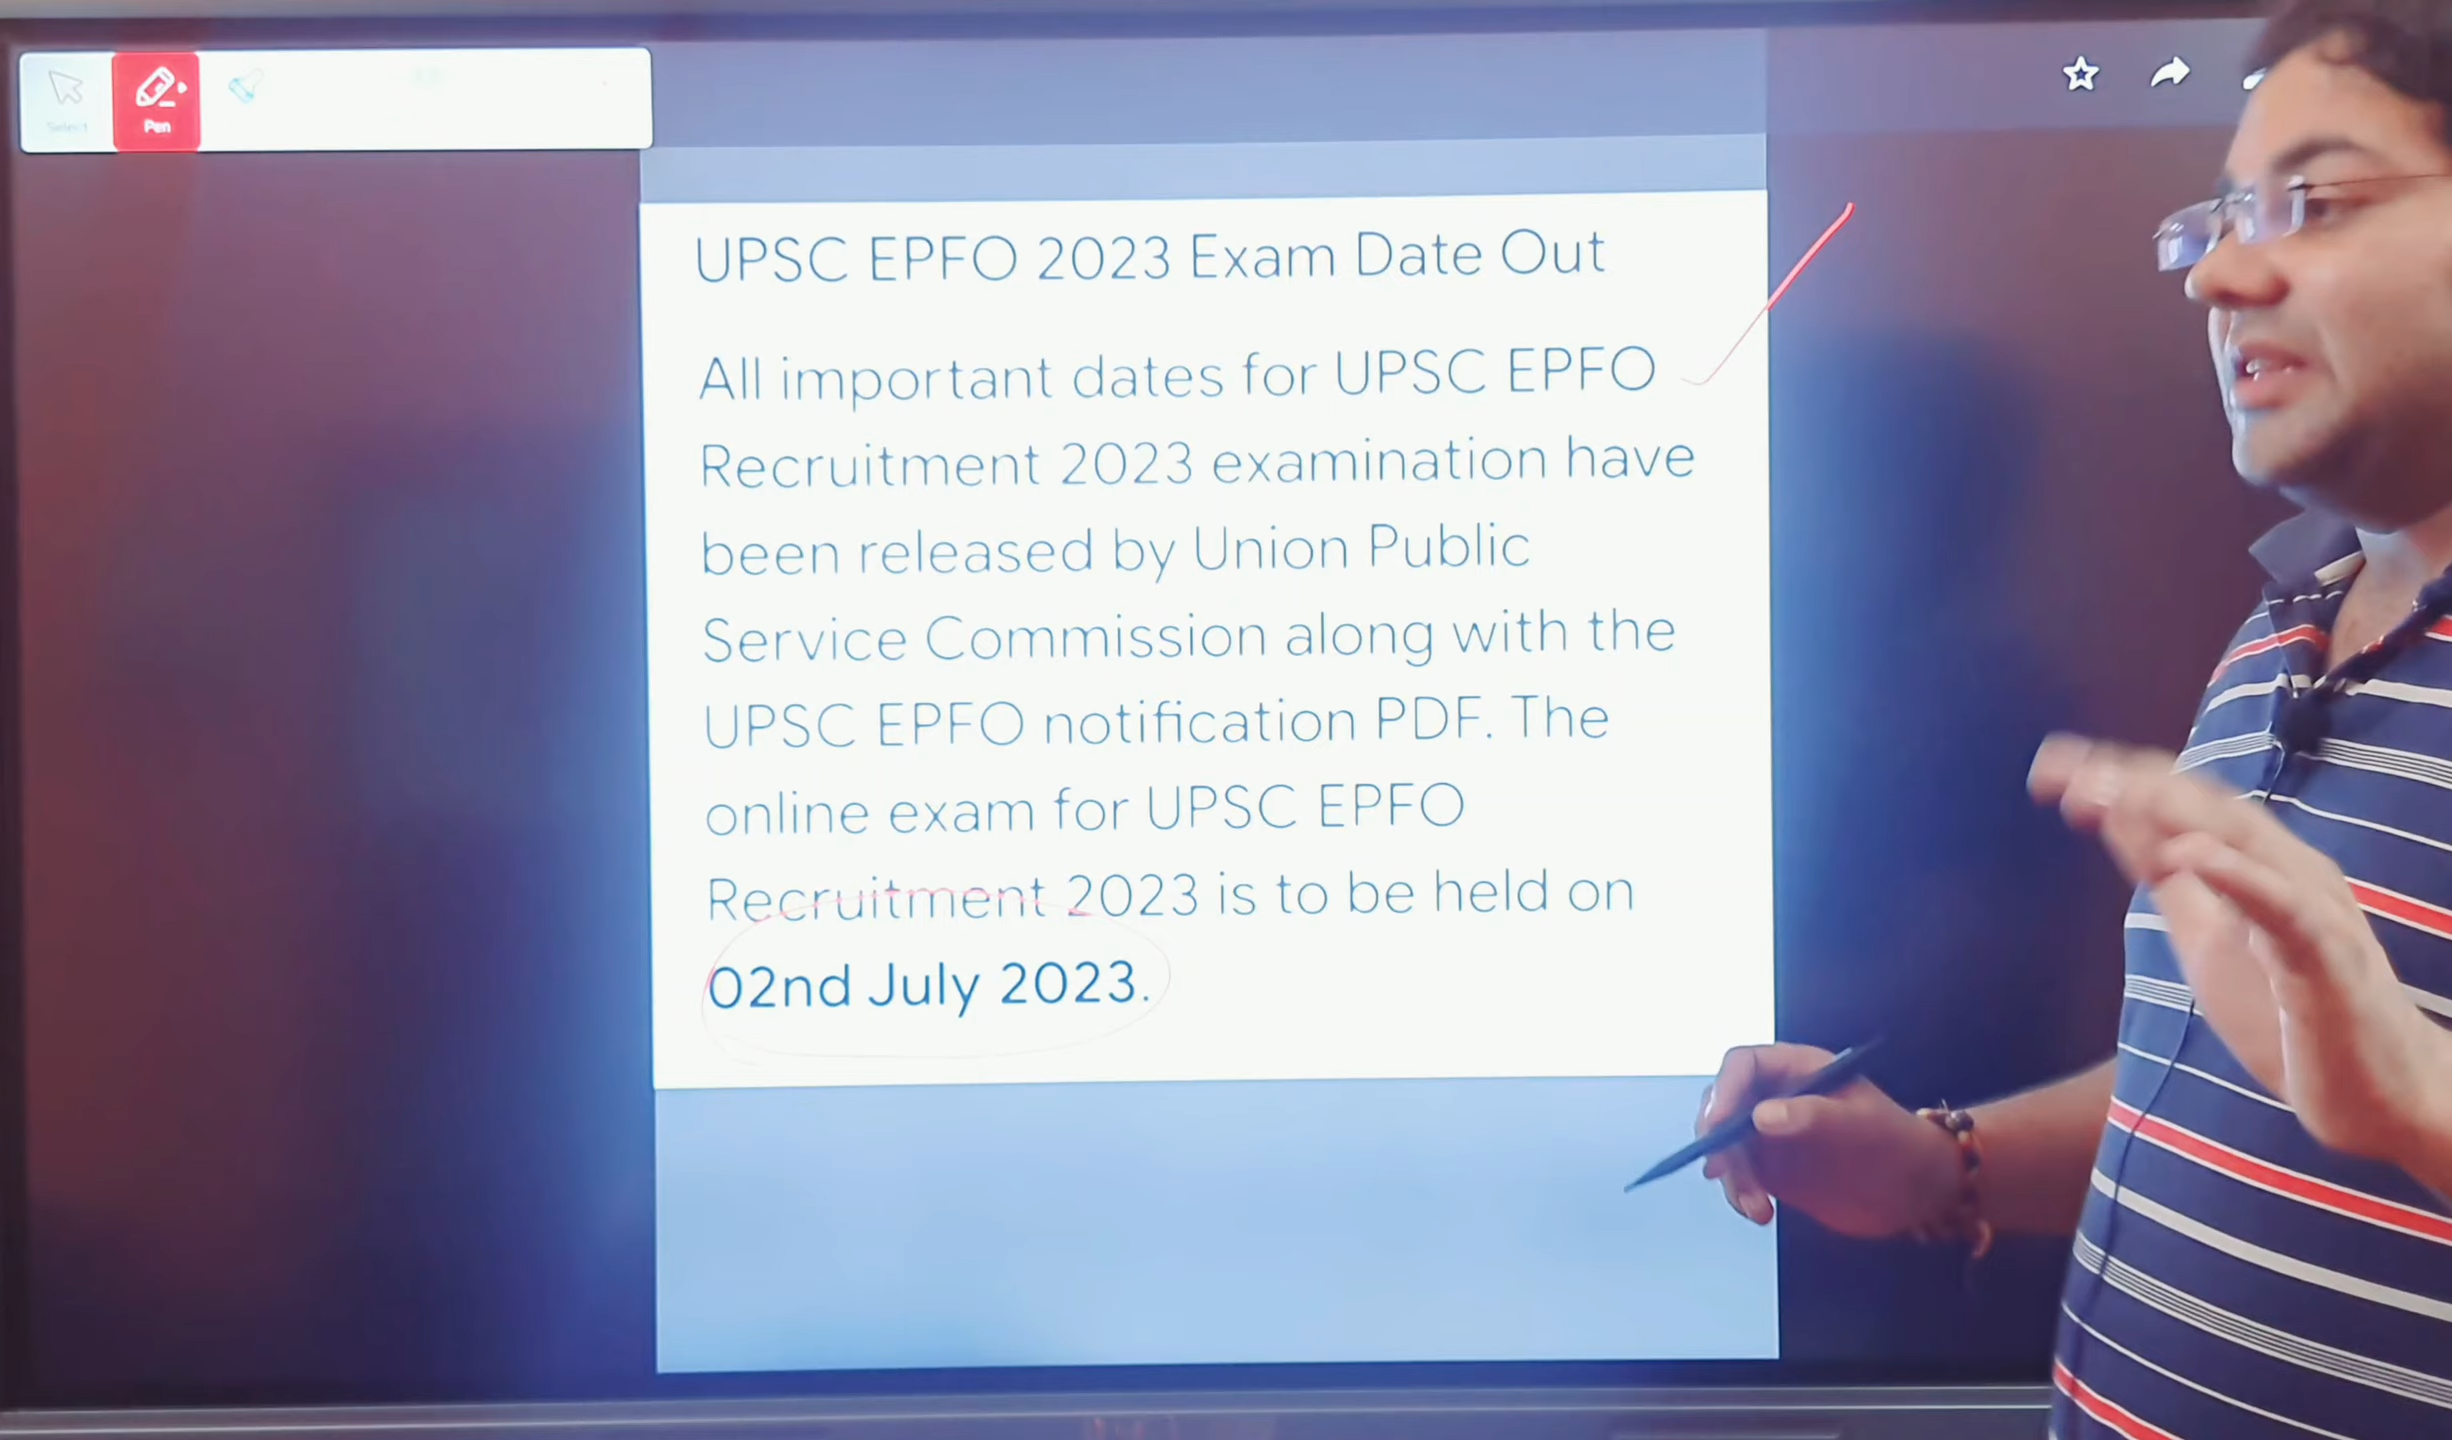 Select
Pen
UPSC EPFO 2023 Exam Date Out
All important dates for UPSC EPFO
Recruitment 2023 examination have
been released by Union Public
Service Commission along with the
UPSC EPFO notification PDF. The
online exam for UPSC EPFO
Recruitment 2023 is to be held on
02nd July 2023.